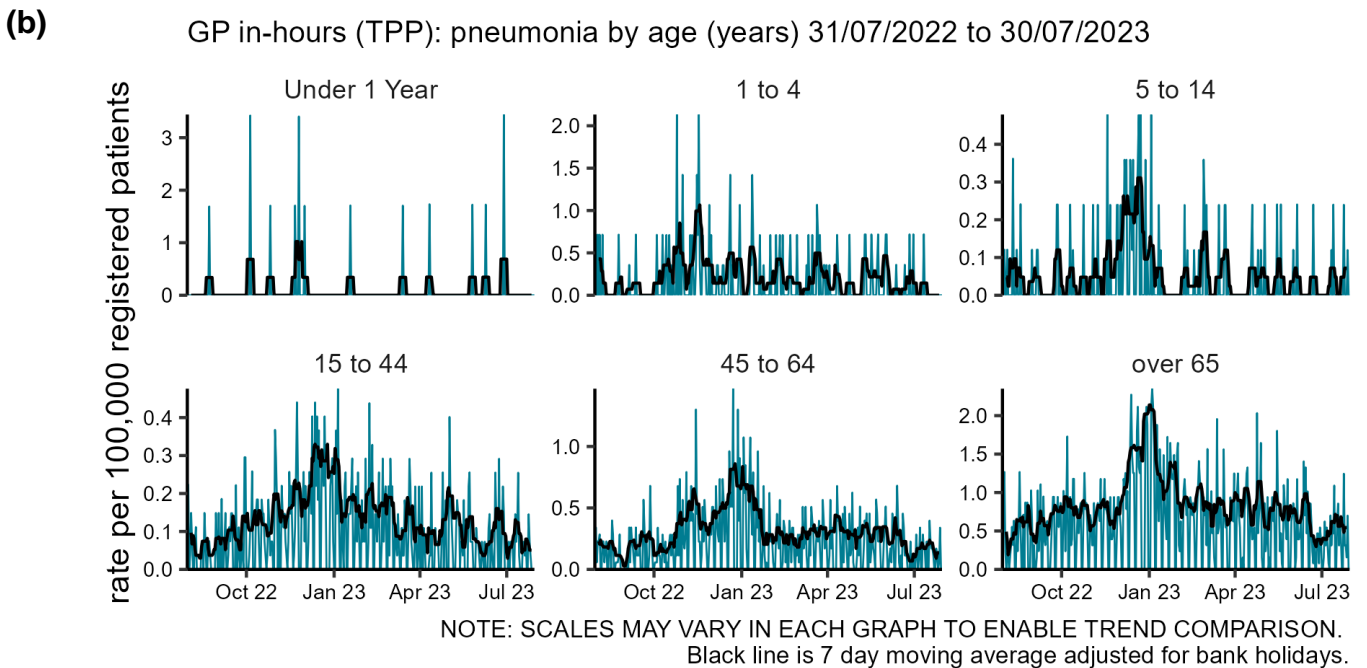 (b)
GP in-hours (TPP): pneumonia by age (years) 31/07/2022 to 30/07/2023
rate per 100,000 registered patients
Under 1 Year
3
2
1
0
1 to 4
2.0
1.5
1.0
0.5
0.0
5 to 14
0.4
0.3
0.2
0.1
0.0
15 to 44
0.4
0.3
0.2
0.1
0.0
Oct 22 Jan 23 Apr 23 Jul 23
45 to 64
1.0
0.5
0.0
Oct 22 Jan 23 Apr 23 Jul 23
over 65
2.0
1.5
1.0
0.5
0.0
Oct 22 Jan 23 Apr 23 Jul 23
NOTE: SCALES MAY VARY IN EACH GRAPH TO ENABLE TREND COMPARISON.
Black line is 7 day moving average adjusted for bank holidays.